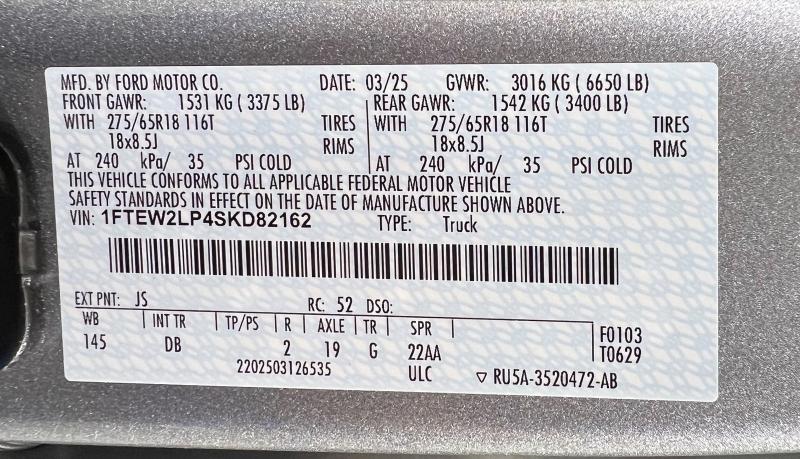 MFD. BY FORD MOTOR CO. DATE: 03/25 GVWR: 3016 KG ( 6650 LB)
FRONT GAWR: 1531 KG ( 3375 LB) REAR GAWR: 1542 KG ( 3400 LB)
WITH 275/65R18 116T TIRES WITH 275/65R18 116T TIRES
18x8.5J RIMS 18x8.5J RIMS
AT 240 kPa/ 35 PSI COLD AT 240 kPa/ 35 PSI COLD
THIS VEHICLE CONFORMS TO ALL APPLICABLE FEDERAL MOTOR VEHICLE
SAFETY STANDARDS IN EFFECT ON THE DATE OF MANUFACTURE SHOWN ABOVE.
VIN: 1FTEW2LP4SKD82162 TYPE: Truck
EXT PNT: JS RC: 52 DSO:
WB INT TR TP/PS R AXLE TR SPR F0103
145 DB 2 19 G 22AA T0629
2202503126535 ULC ▽ RU5A-3520472-AB